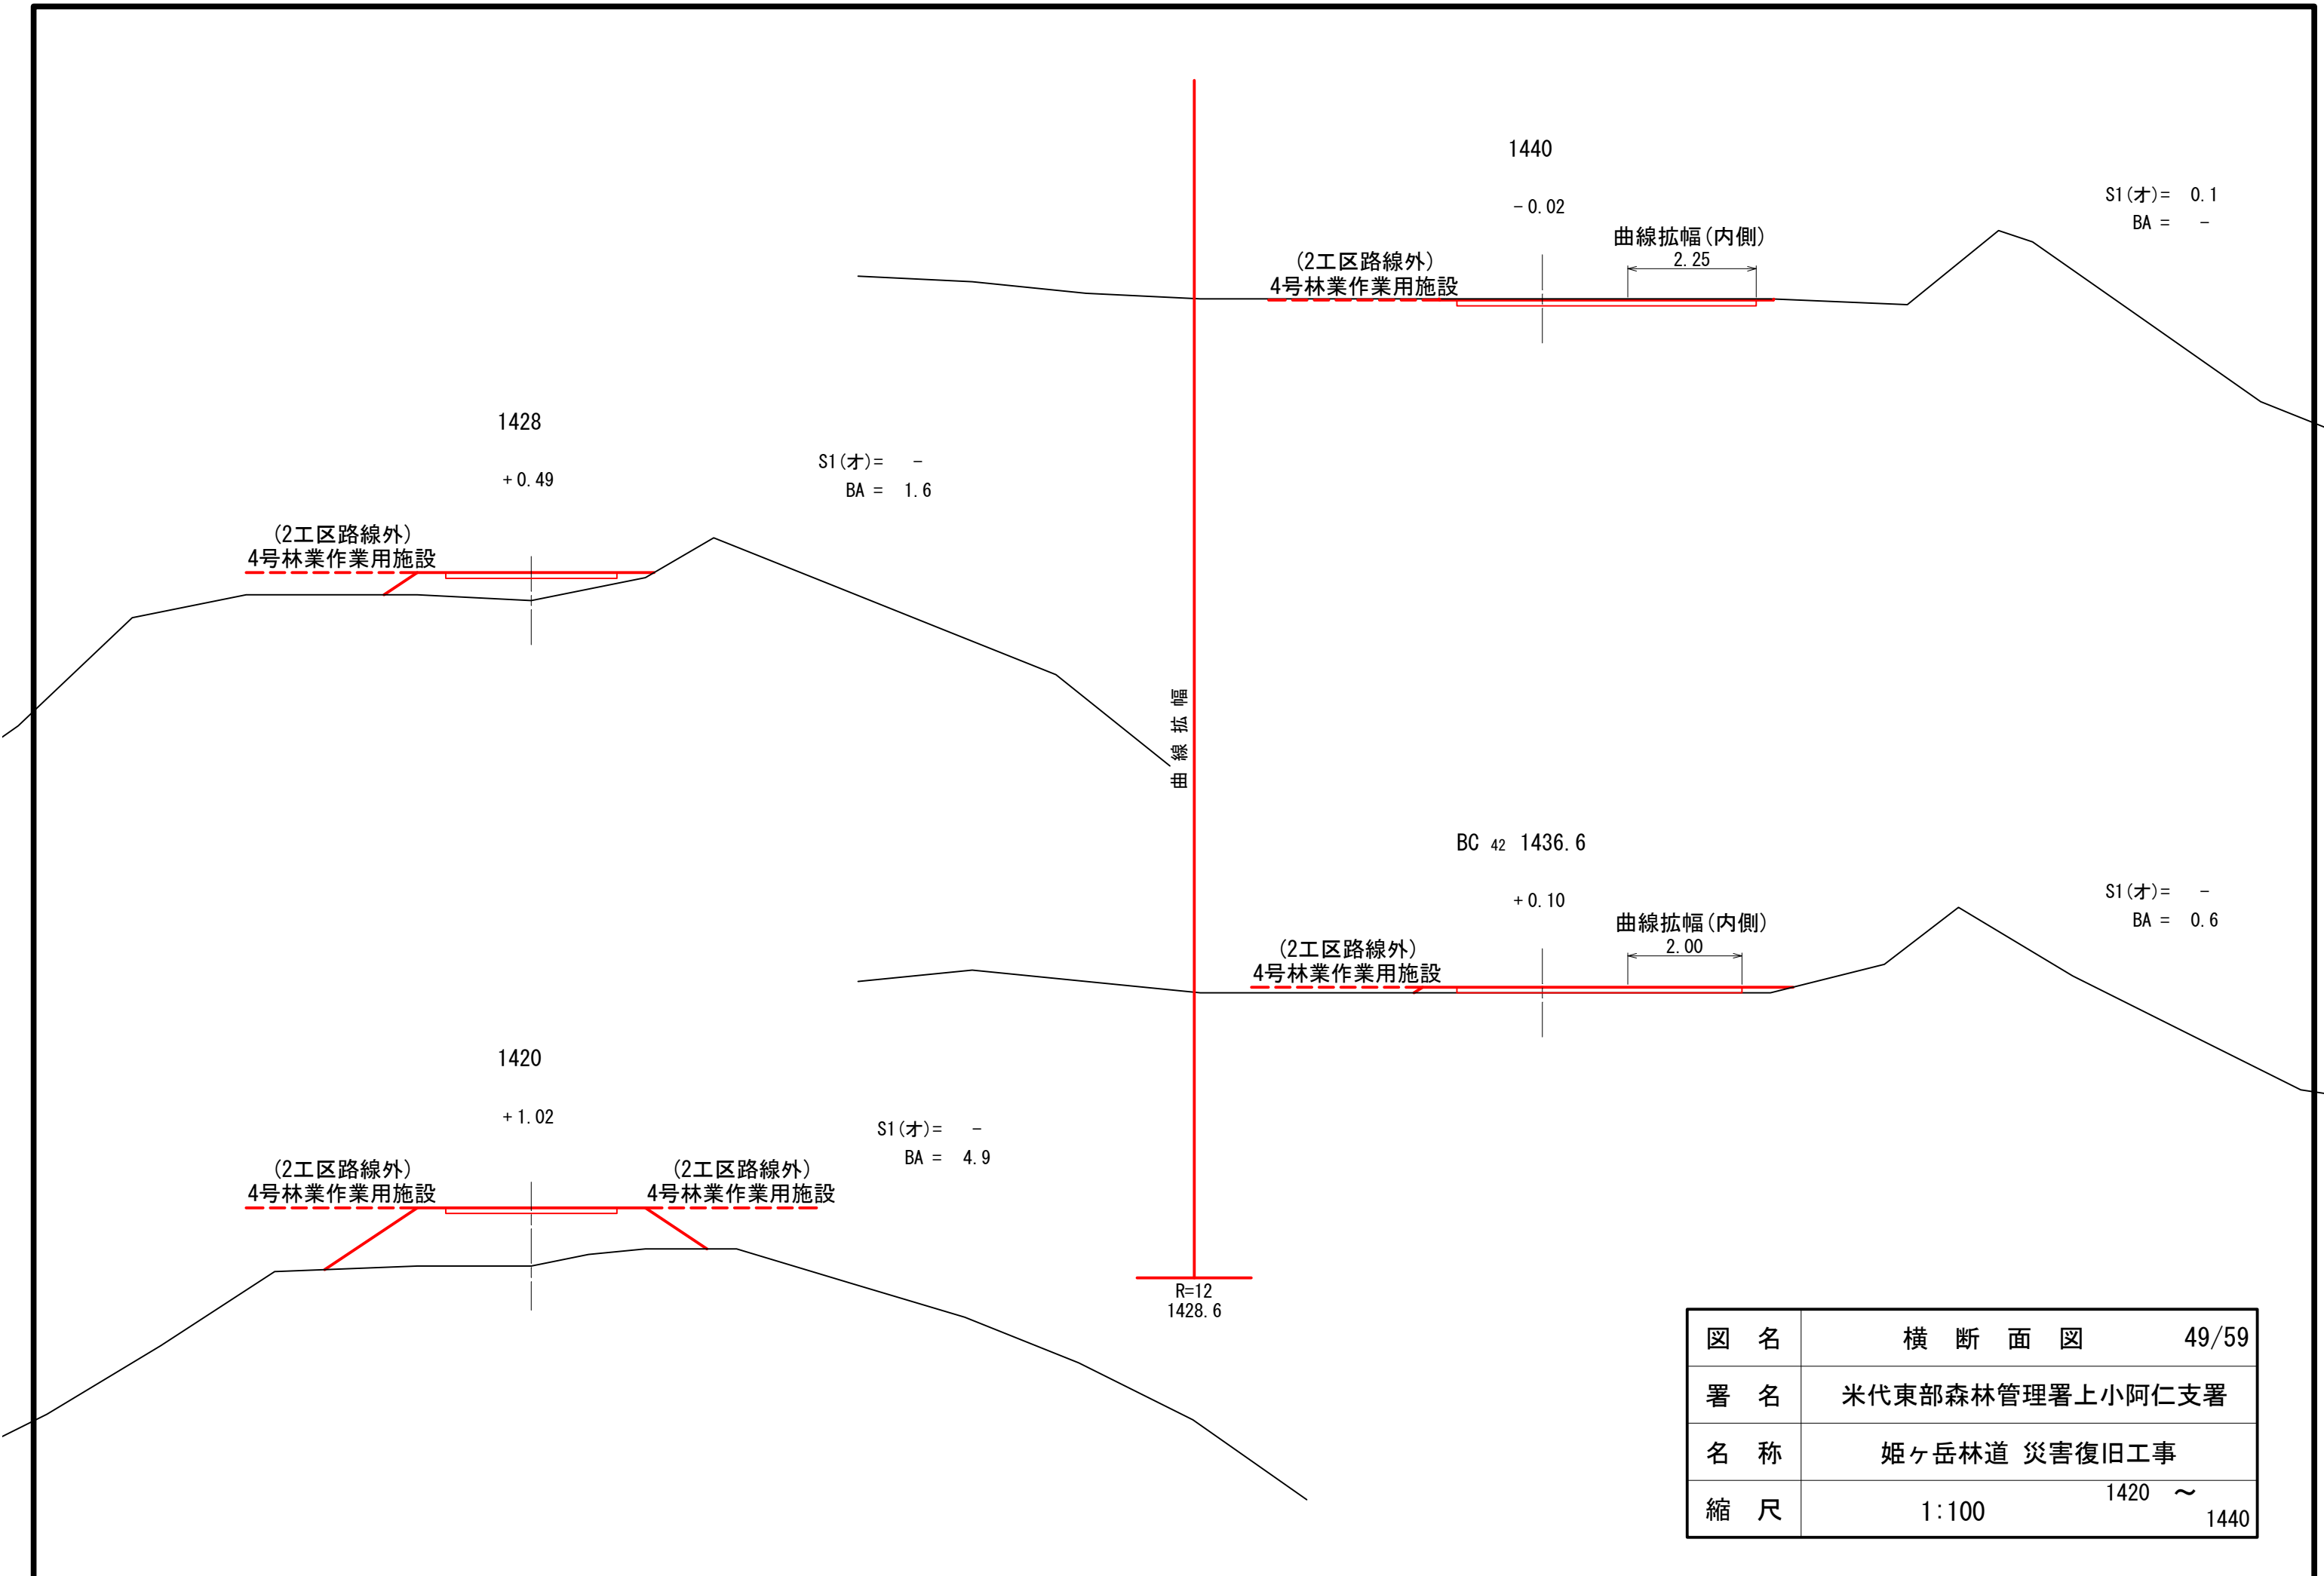 1440
-0.02
S1(オ)= 0.1
BA = -
曲線拡幅(内側)
2.25
(2工区路線外)
4号林業作業用施設
1428
+0.49
S1(オ)= -
BA = 1.6
(2工区路線外)
4号林業作業用施設
曲線拡幅
BC 42 1436.6
+0.10
S1(オ)= -
BA = 0.6
曲線拡幅(内側)
2.00
(2工区路線外)
4号林業作業用施設
1420
+1.02
S1(オ)= -
BA = 4.9
(2工区路線外)
4号林業作業用施設
(2工区路線外)
4号林業作業用施設
R=12
1428.6
図名 横断面図 49/59
署名 米代東部森林管理署上小阿仁支署
名称 姫ヶ岳林道 災害復旧工事
縮尺 1:100 1420 ～ 1440